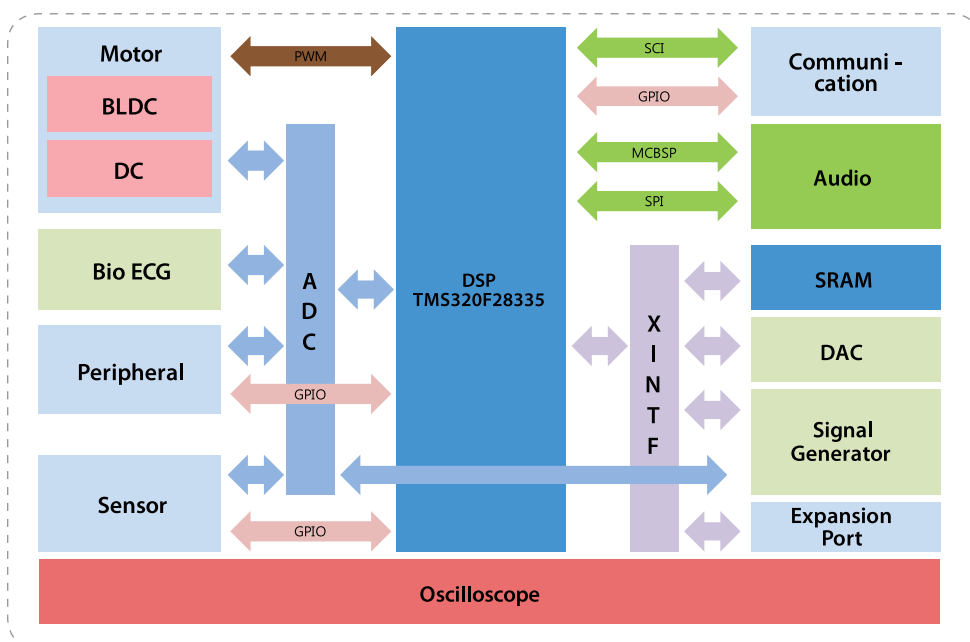 Motor
BLDC
DC
Bio ECG
Peripheral
Sensor
PWM
A
D
C
GPIO
GPIO
DSP
TMS320F28335
SCI
GPIO
MCBSP
SPI
X
I
N
T
F
Communi -
cation
Audio
SRAM
DAC
Signal
Generator
Expansion
Port
Oscilloscope